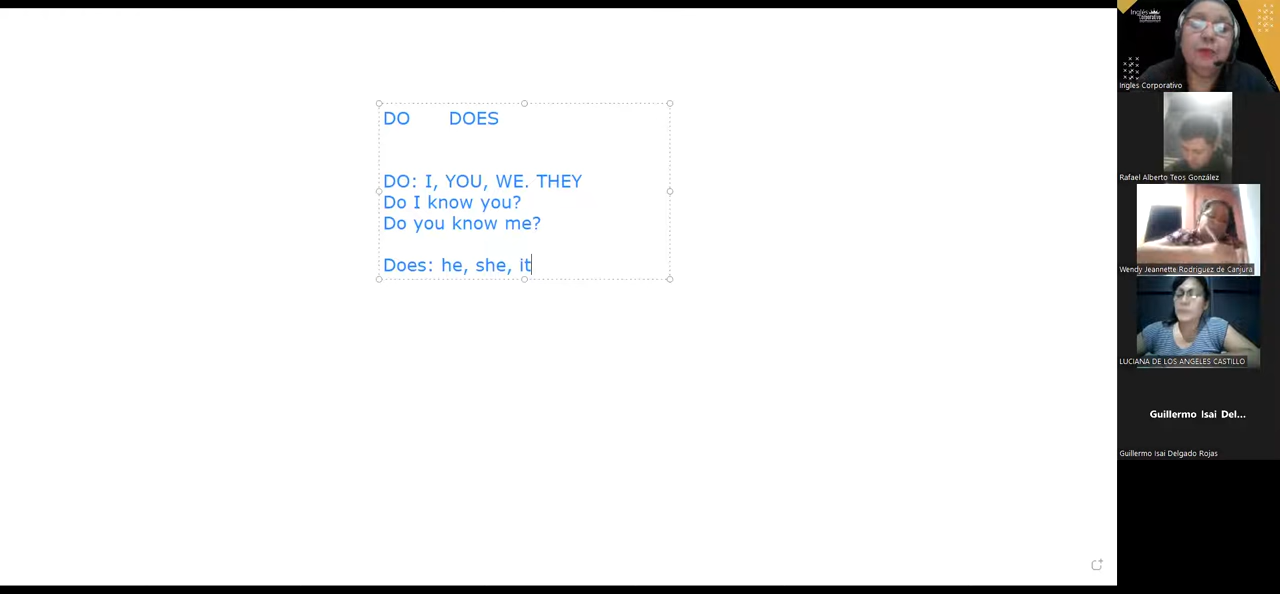 DO DOES
DO: I, YOU, WE. THEY
Do I know you?
Do you know me?
Does: he, she, it
Inglés
Corporativo
Ingles Corporativo
Rafael Alberto Teos González
Wendy Jeannette Rodriguez de Canjura
LUCIANA DE LOS ANGELES CASTILLO
Guillermo Isai Del...
Guillermo Isai Delgado Rojas